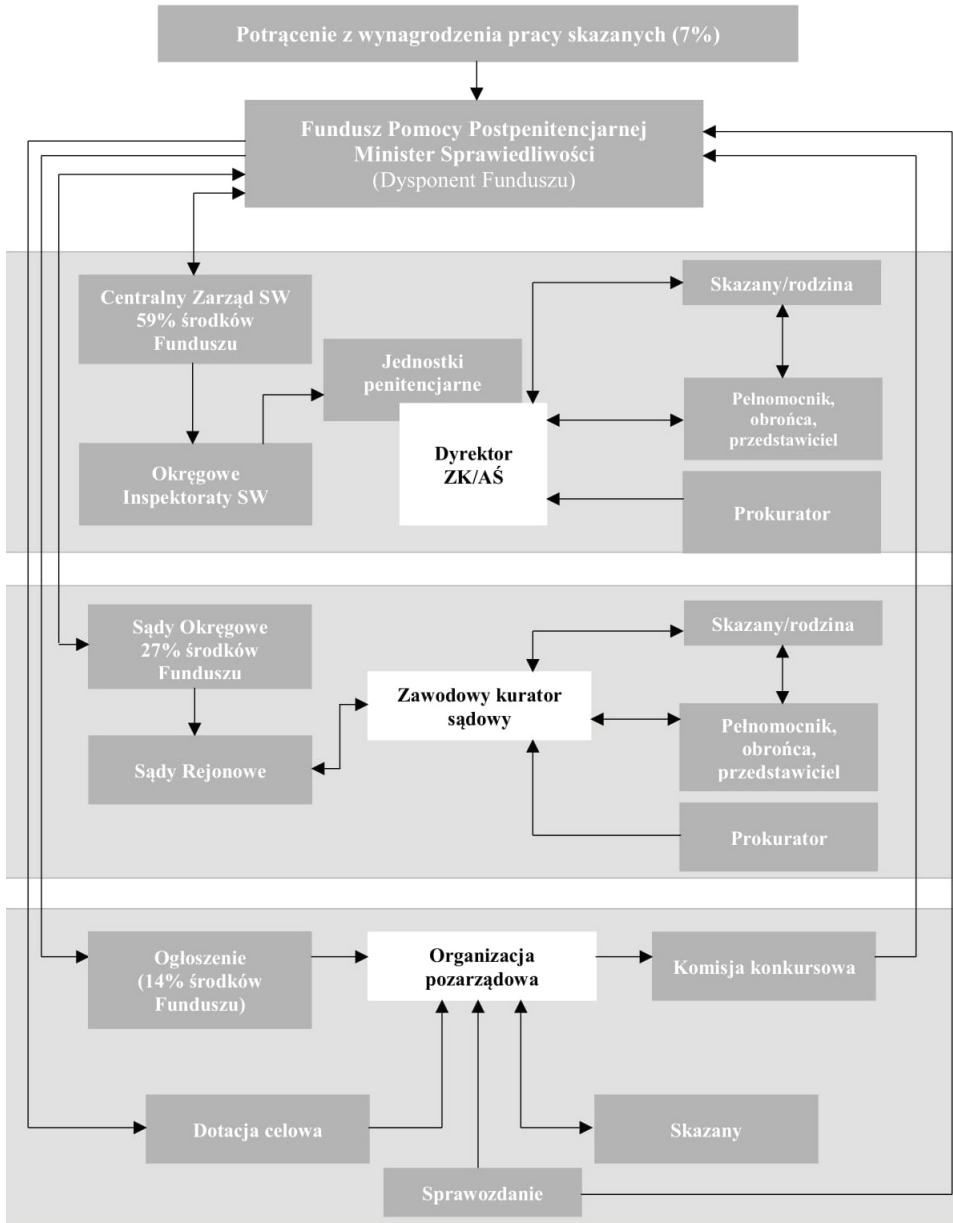 Potrącenie z wynagrodzenia pracy skazanych (7%)
Fundusz Pomocy Postpenitencjarnej
Minister Sprawiedliwości
(Dysponent Funduszu)
Centralny Zarząd SW
59% środków
Funduszu
Jednostki
penitencjarne
Skazany/rodzina
Pełnomocnik,
obrońca,
przedstawiciel
Dyrektor
ZK/AŚ
Okręgowe
Inspektoraty SW
Prokurator
Sądy Okręgowe
27% środków
Funduszu
Skazany/rodzina
Zawodowy kurator
sądowy
Pełnomocnik,
obrońca,
przedstawiciel
Sądy Rejonowe
Prokurator
Ogłoszenie
(14% środków
Funduszu)
Organizacja
pozarządowa
Komisja konkursowa
Dotacja celowa
Skazany
Sprawozdanie